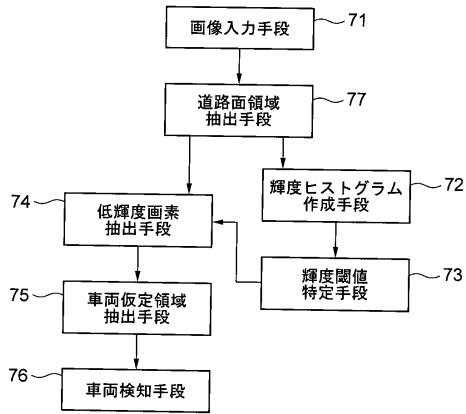 画像入力手段
71
道路面領域
抽出手段
77
74
低輝度画素
抽出手段
輝度ヒストグラム
作成手段
72
輝度閾値
特定手段
73
75
車両仮定領域
抽出手段
76
車両検知手段